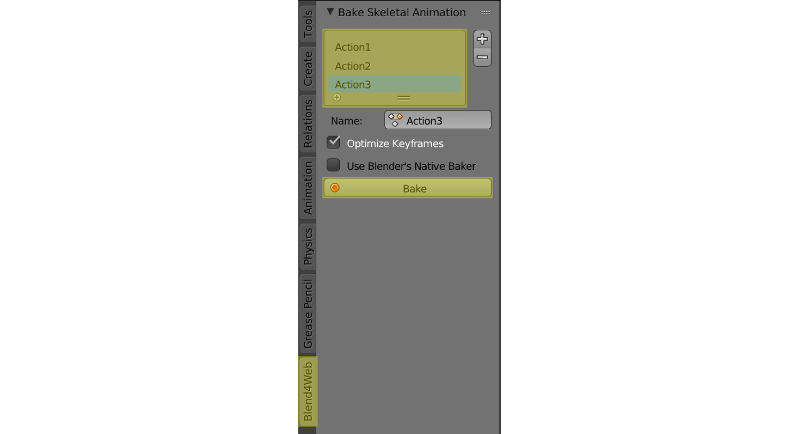 Bake Skeletal Animation
Action1
Action2
Action3
Name: Action3
Optimize Keyframes
Use Blender's Native Baker
Bake
Tools
Create
Relations
Animation
Physics
Grease Pencil
Blend4Web